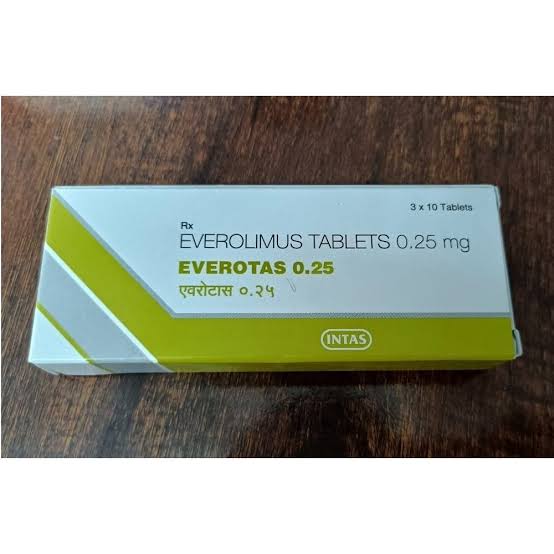 3 x 10 Tablets
Rx
EVEROLIMUS TABLETS 0.25 mg
EVEROTAS 0.25
एवरोटास ०.२५
INTAS